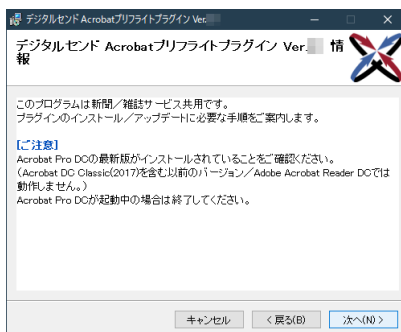 デジタルセンド Acrobatプリフライトプラグイン Ver.
デジタルセンド Acrobatプリフライトプラグイン Ver. 情
報
このプログラムは新聞/雑誌サービス共用です。
プラグインのインストール/アップデートに必要な手順をご案内します。
[ご注意]
Acrobat Pro DCの最新版がインストールされていることをご確認ください。
(Acrobat DC Classic(2017)を含む以前のバージョン/Adobe Acrobat Reader DCでは
動作しません。)
Acrobat Pro DCが起動中の場合は終了してください。
キャンセル
< 戻る(B)
次へ(N) >